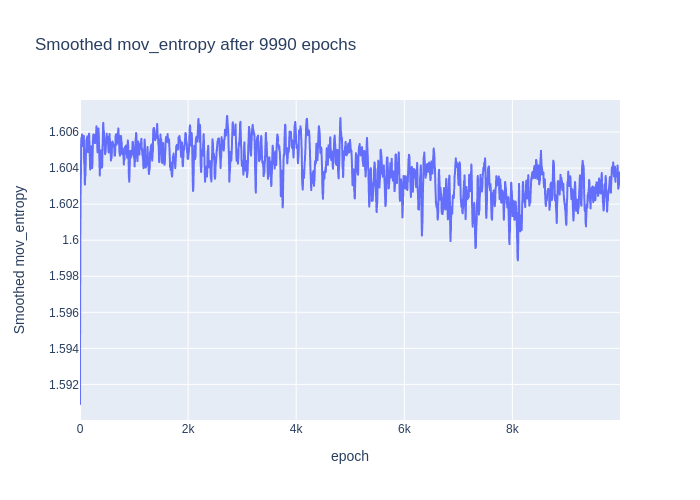 Smoothed mov_entropy after 9990 epochs
Smoothed mov_entropy
1.606
1.604
1.602
1.6
1.598
1.596
1.594
1.592
0
2k
4k
6k
8k
epoch